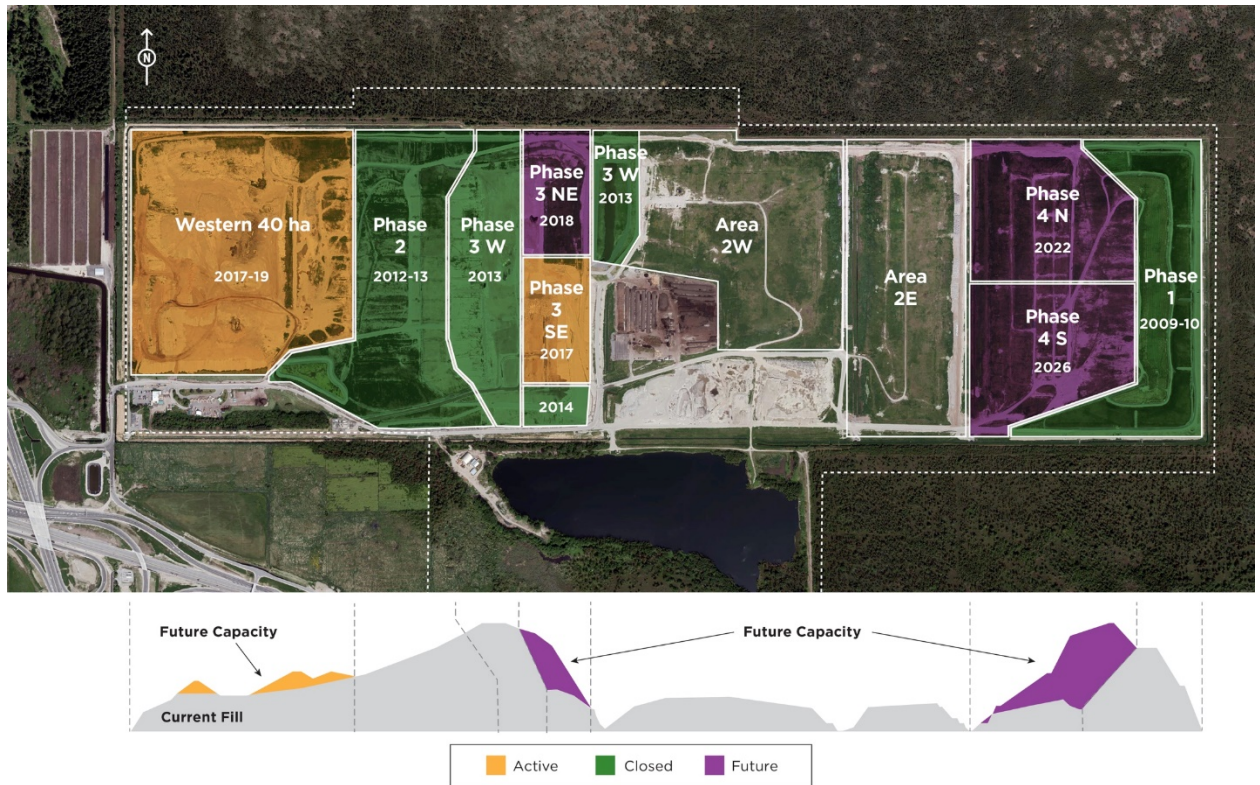 N
Western 40 ha
2017-19
Phase
2
2012-13
Phase
3 W
2013
Phase
3 NE
2018
Phase
3
SE
2017
2014
Phase
3 W
2013
Area
2W
Area
2E
Phase
4 N
2022
Phase
4 S
2026
Phase
1
2009-10
Future Capacity
Future Capacity
Current Fill
Active
Closed
Future